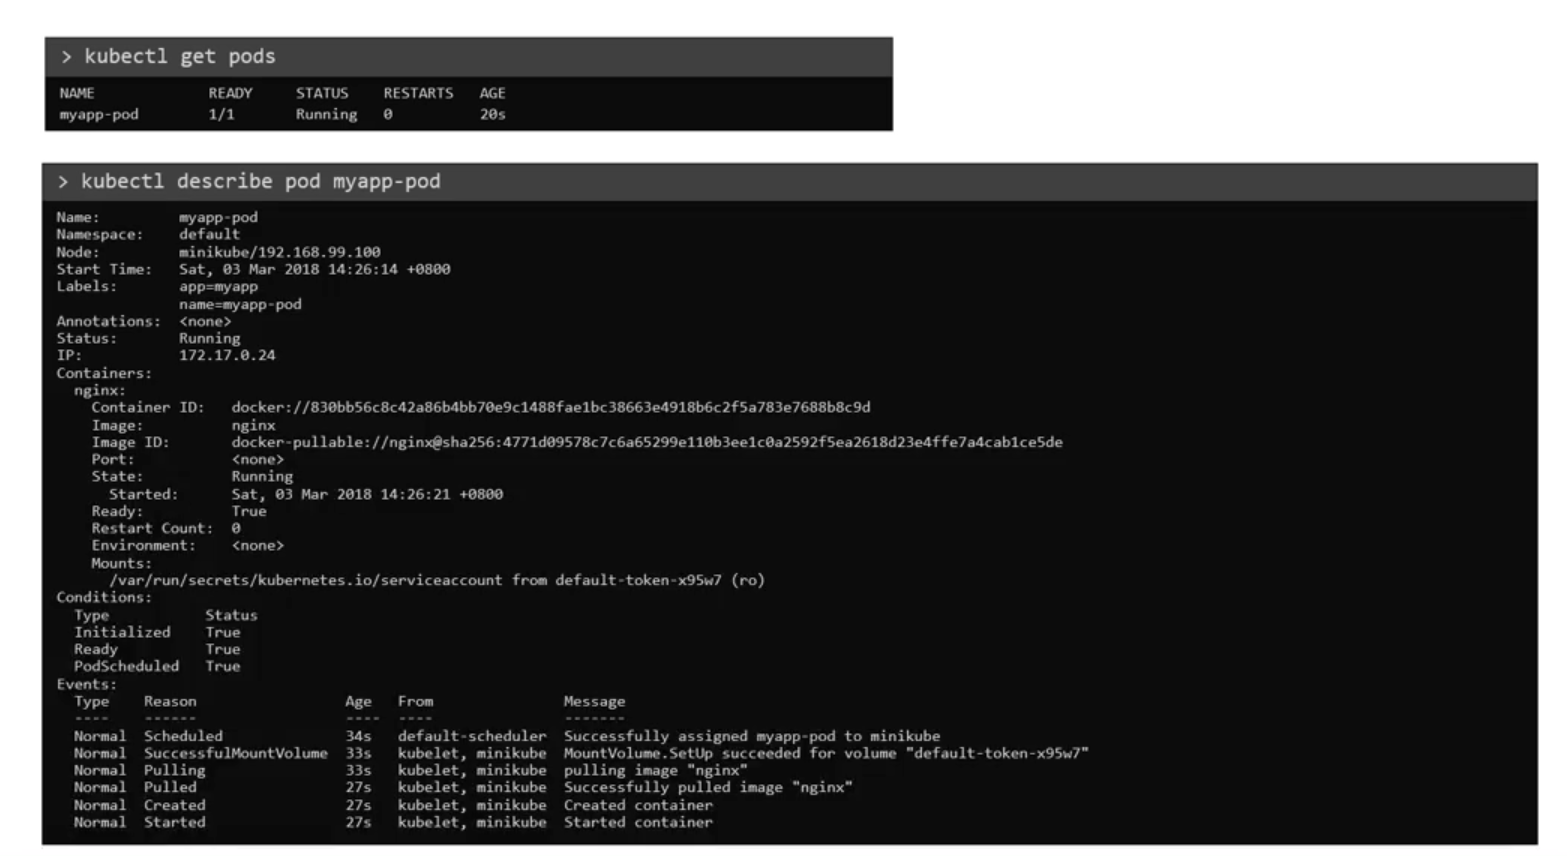 > kubectl get pods
NAME READY STATUS RESTARTS AGE
myapp-pod 1/1 Running 0 20s
> kubectl describe pod myapp-pod
Name: myapp-pod
Namespace: default
Node: minikube/192.168.99.100
Start Time: Sat, 03 Mar 2018 14:26:14 +0800
Labels: app=myapp
name=myapp-pod
Annotations: <none>
Status: Running
IP: 172.17.0.24
Containers:
nginx:
Container ID: docker://830bb56c8c42a86b4bb70e9c1488fae1bc38663e4918b6c2f5a783e7688b8c9d
Image: nginx
Image ID: docker-pullable://nginx@sha256:4771d09578c7c6a65299e110b3ee1c0a2592f5ea2618d23e4ffe7a4cab1ce5de
Port: <none>
State: Running
Started: Sat, 03 Mar 2018 14:26:21 +0800
Ready: True
Restart Count: 0
Environment: <none>
Mounts:
/var/run/secrets/kubernetes.io/serviceaccount from default-token-x95w7 (ro)
Conditions:
Type Status
Initialized True
Ready True
PodScheduled True
Events:
Type Reason Age From Message
---- ------ ---- ---- -------
Normal Scheduled 34s default-scheduler Successfully assigned myapp-pod to minikube
Normal SuccessfulMountVolume 33s kubelet, minikube MountVolume.SetUp succeeded for volume "default-token-x95w7"
Normal Pulling 33s kubelet, minikube pulling image "nginx"
Normal Pulled 27s kubelet, minikube Successfully pulled image "nginx"
Normal Created 27s kubelet, minikube Created container
Normal Started 27s kubelet, minikube Started container